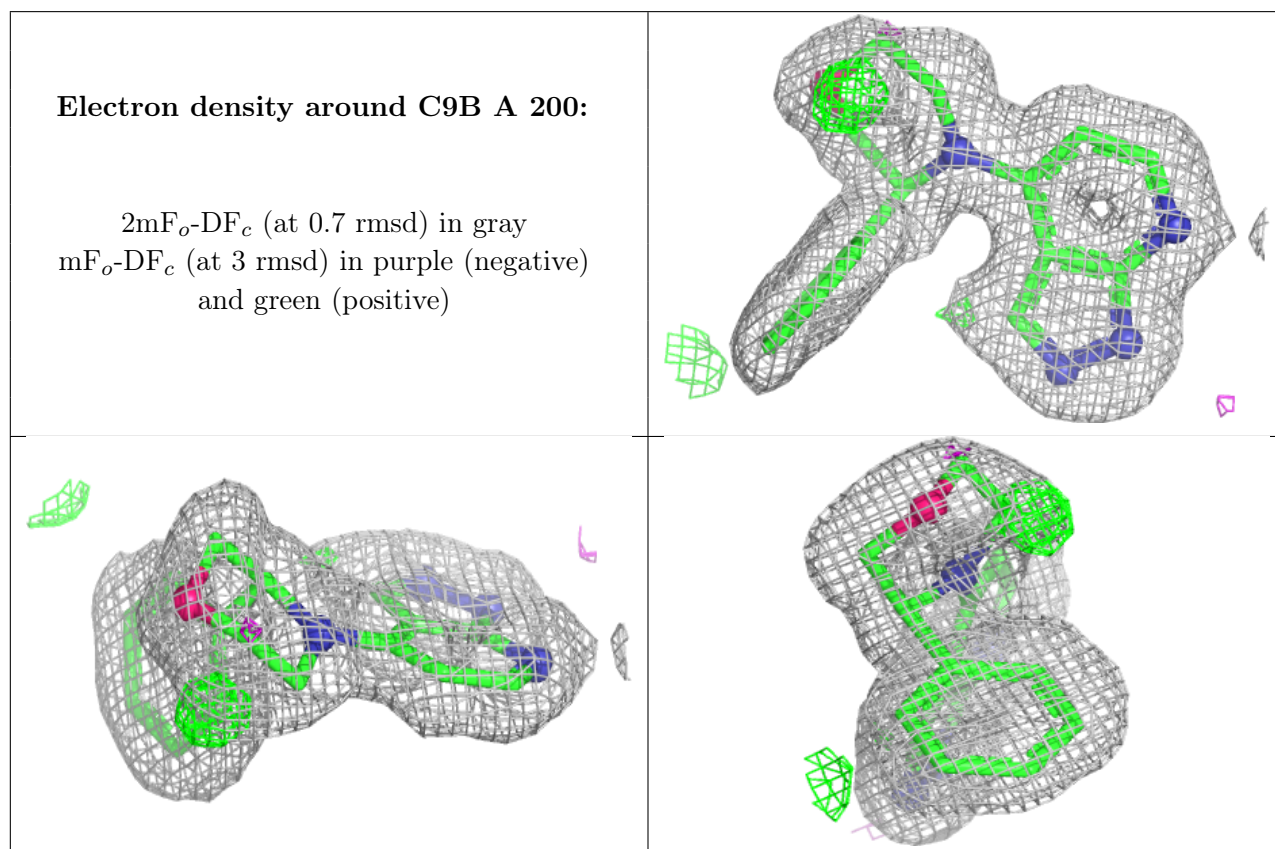 Electron density around C9B A 200:
2mFo-DFc (at 0.7 rmsd) in gray
mFo-DFc (at 3 rmsd) in purple (negative)
and green (positive)